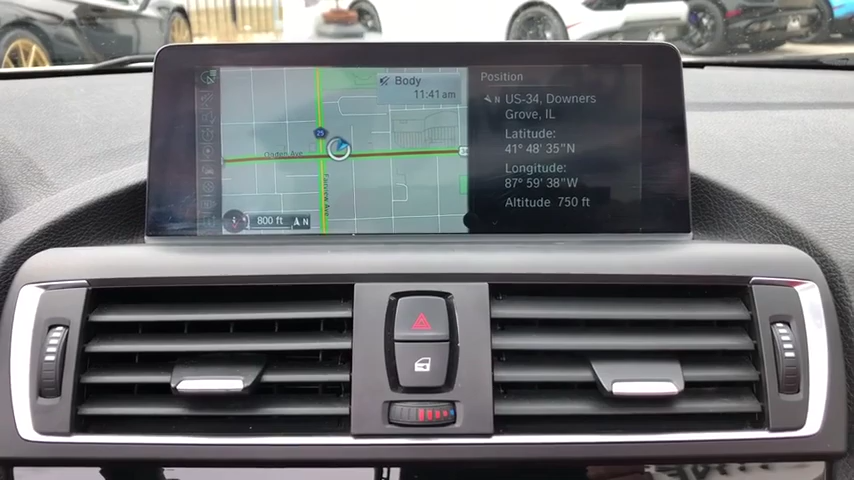 Body
11:41 am
25
Ogden Ave
Fairview Ave
800 ft
N
Position
N US-34, Downers
Grove, IL
Latitude:
41° 48' 35"N
Longitude:
87° 59' 38"W
Altitude 750 ft